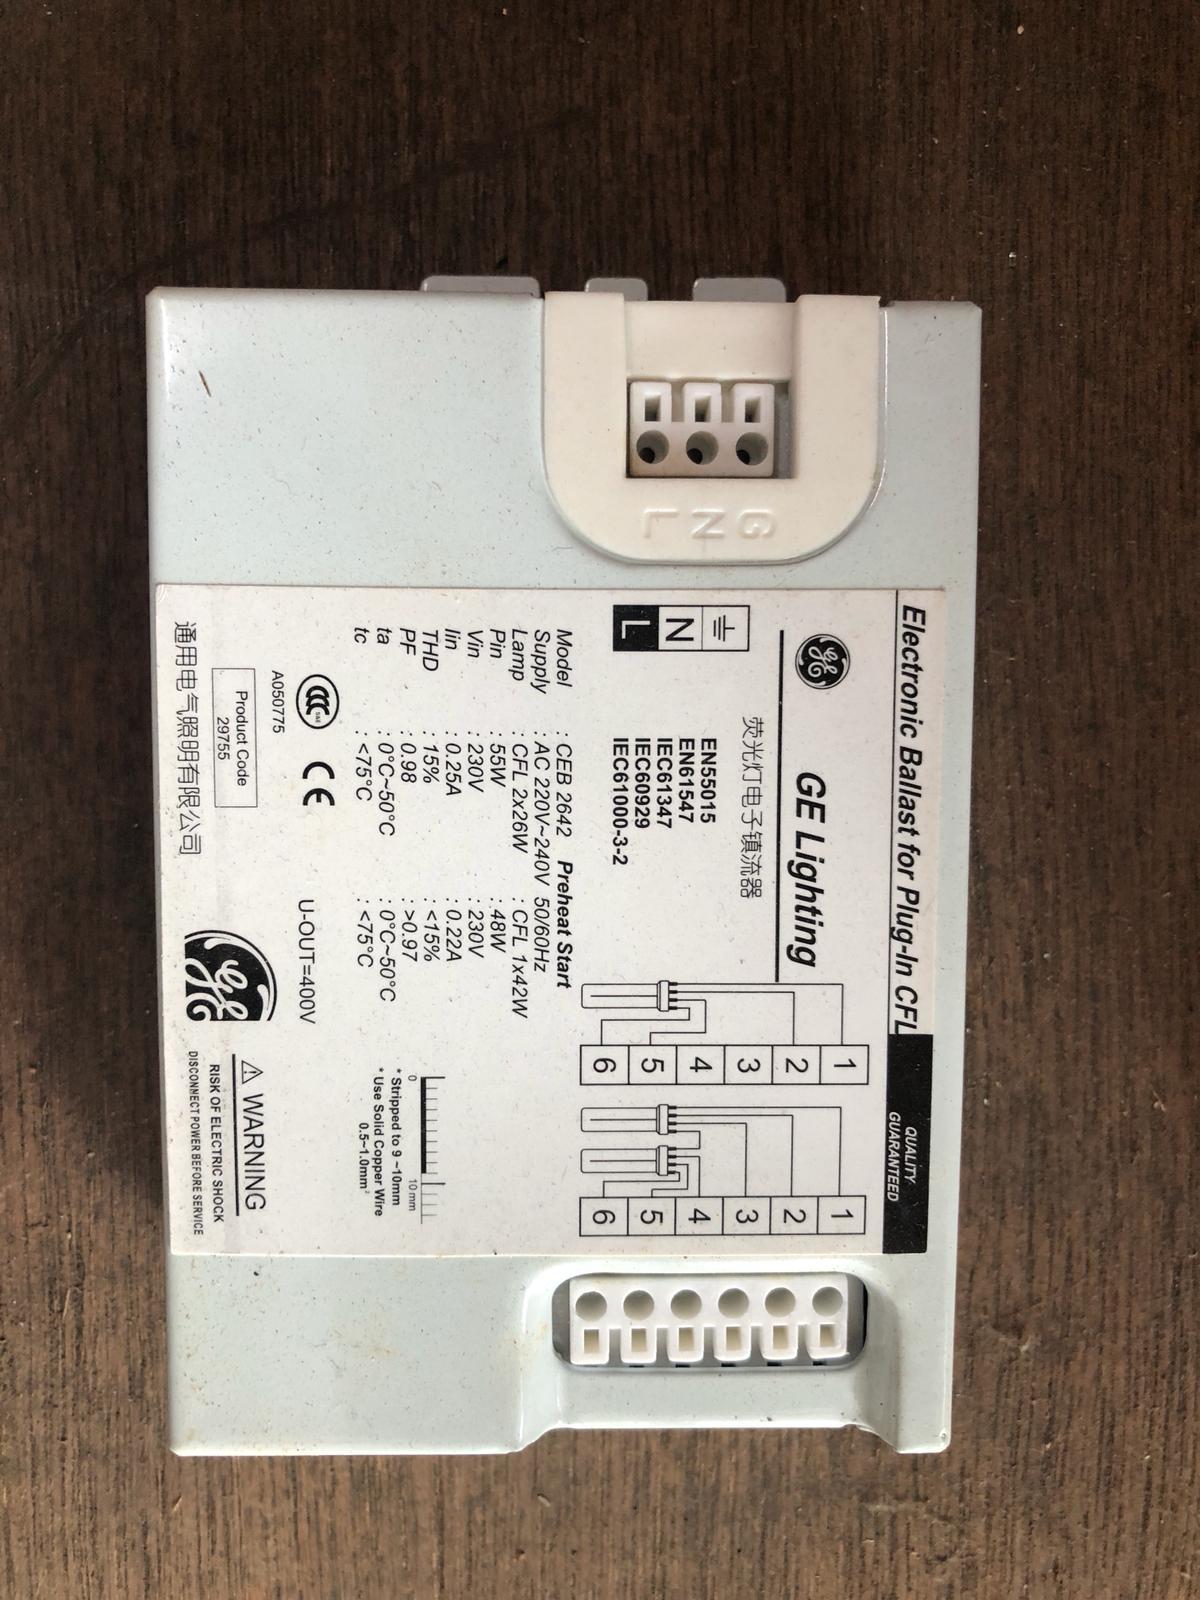 Electronic Ballast for Plug-In CFL
QUALITY
GUARANTEED
GE
GE Lighting
荧光灯电子镇流器
N
L
EN55015
EN61547
IEC61347
IEC60929
IEC61000-3-2
Model : CEB 2642 Preheat Start
Supply : AC 220V~240V 50/60Hz
Lamp : CFL 2x26W : CFL 1x42W
Pin : 55W : 48W
Vin : 230V : 230V
Iin : 0.25A : 0.22A
THD : 15% : <15%
PF : 0.98 : >0.97
ta : 0°C~50°C : 0°C~50°C
tc : <75°C : <75°C
1
2
3
4
5
6
1
2
3
4
5
6
0 10 mm
* Stripped to 9 ~10mm
* Use Solid Copper Wire
0.5~1.0mm²
CCC S&E CE
A050775
U-OUT=400V
Product Code
29755
通用电气照明有限公司
GE
⚠ WARNING
RISK OF ELECTRIC SHOCK
DISCONNECT POWER BEFORE SERVICE
G N L